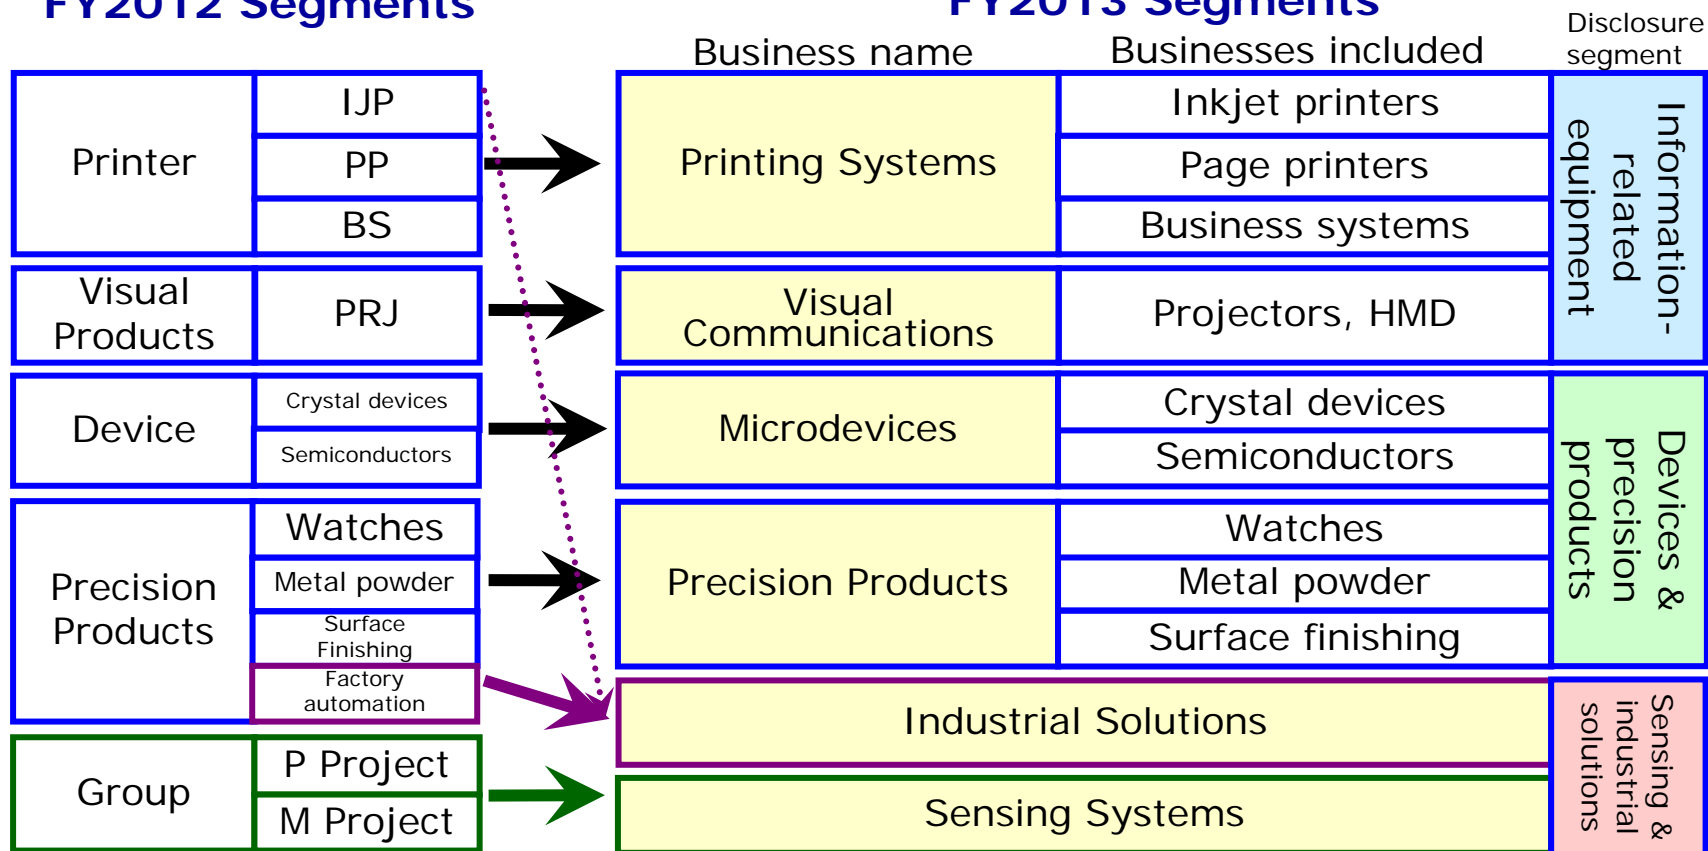 FY2012 Segments
FY2013 Segments
Business name
Businesses included
Disclosure
segment
Printer
IJP
PP
BS
Printing Systems
Inkjet printers
Page printers
Business systems
Information-
related
equipment
Visual
Products
PRJ
Visual
Communications
Projectors, HMD
Device
Crystal devices
Semiconductors
Microdevices
Crystal devices
Semiconductors
Devices &
precision
products
Precision
Products
Watches
Metal powder
Surface
Finishing
Factory
automation
Precision Products
Watches
Metal powder
Surface finishing
Industrial Solutions
Sensing &
industrial
solutions
Group
P Project
M Project
Sensing Systems